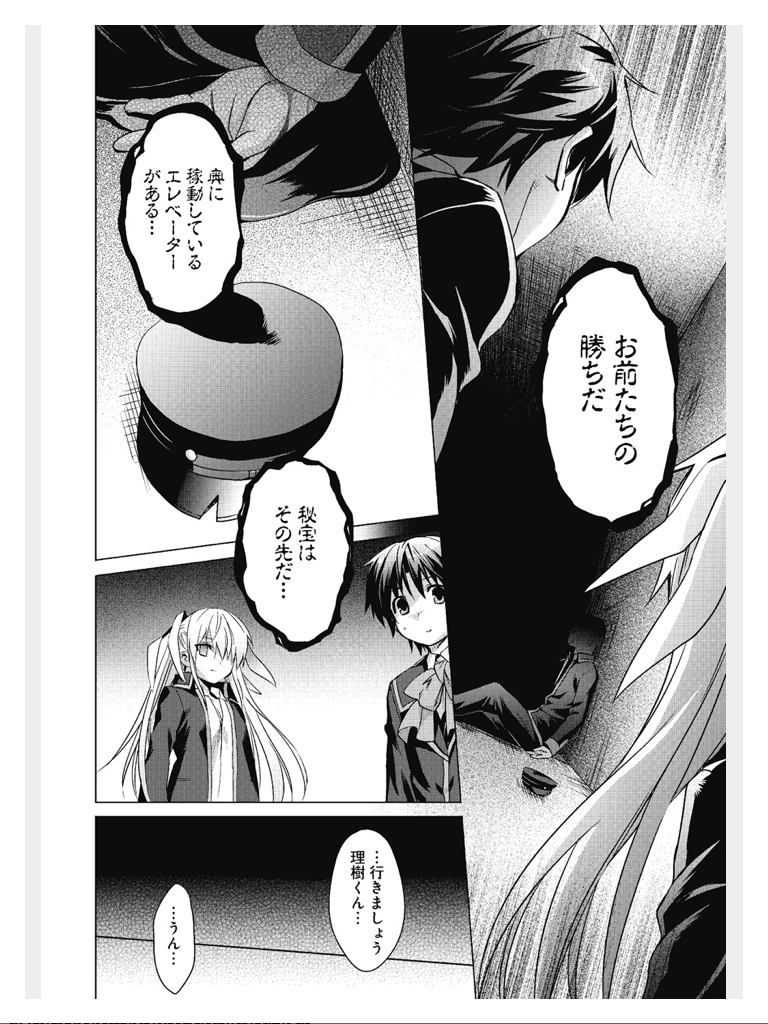 お前たちの
勝ちだ
奥に
稼動している
エレベーター
がある…
秘宝は
その先だ…
…行きましょう
理樹くん…
…うん…